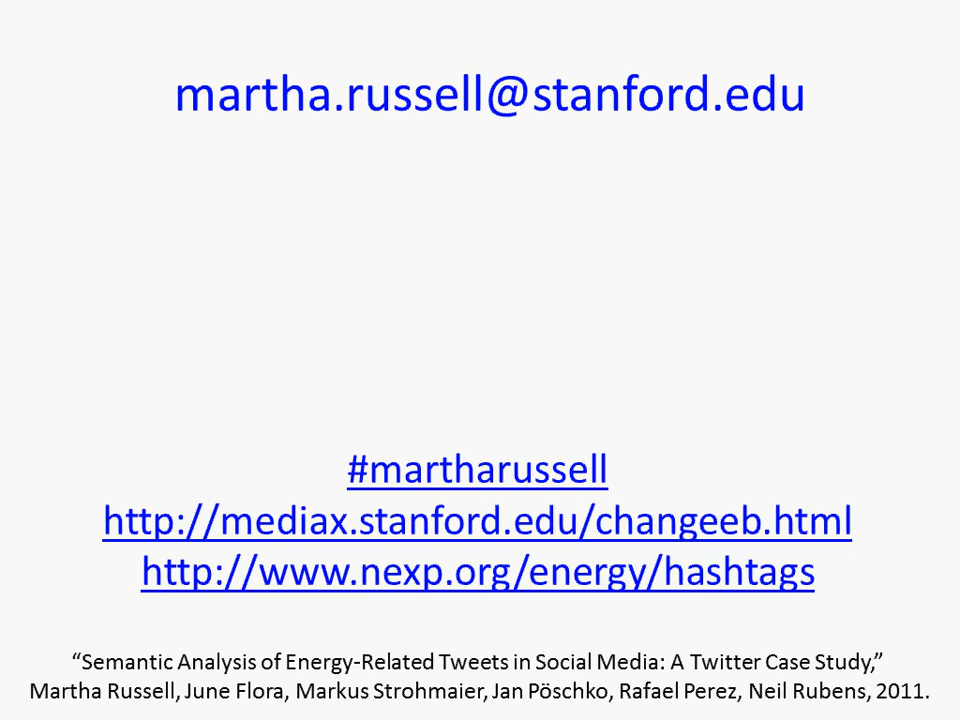 martha.russell@stanford.edu
#martharussell
http://mediax.stanford.edu/changeeb.html
http://www.nexp.org/energy/hashtags
“Semantic Analysis of Energy-Related Tweets in Social Media: A Twitter Case Study,”
Martha Russell, June Flora, Markus Strohmaier, Jan Pöschko, Rafael Perez, Neil Rubens, 2011.